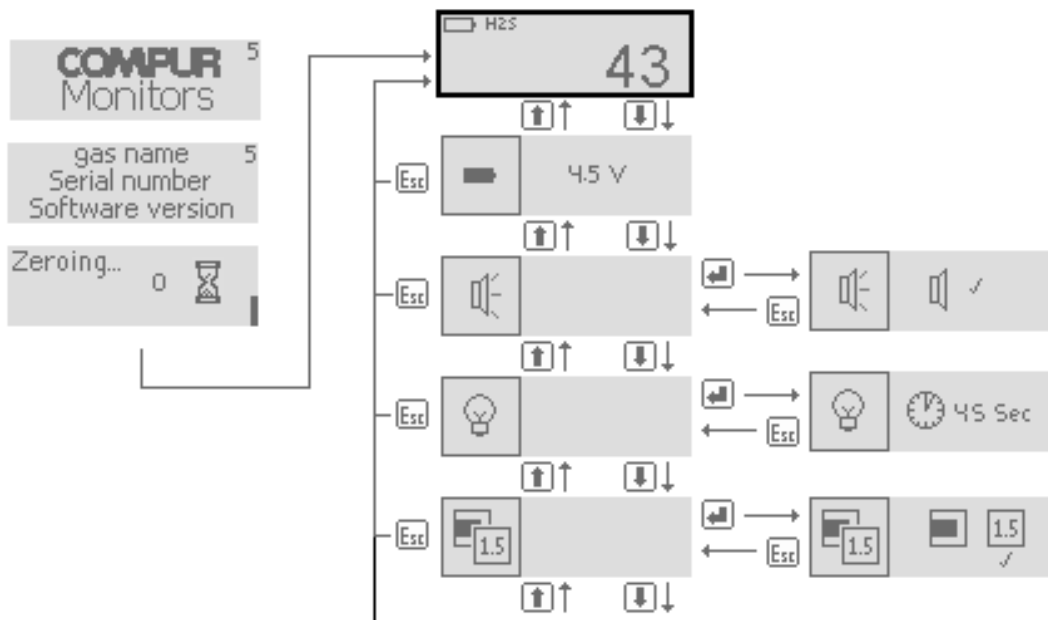 COMPUR 5
Monitors
gas name 5
Serial number
Software version
Zeroing...
0
H2S
43
Esc
4.5 V
Esc
Esc
Esc
Esc
45 Sec
Esc
1.5
Esc
1.5
1.5